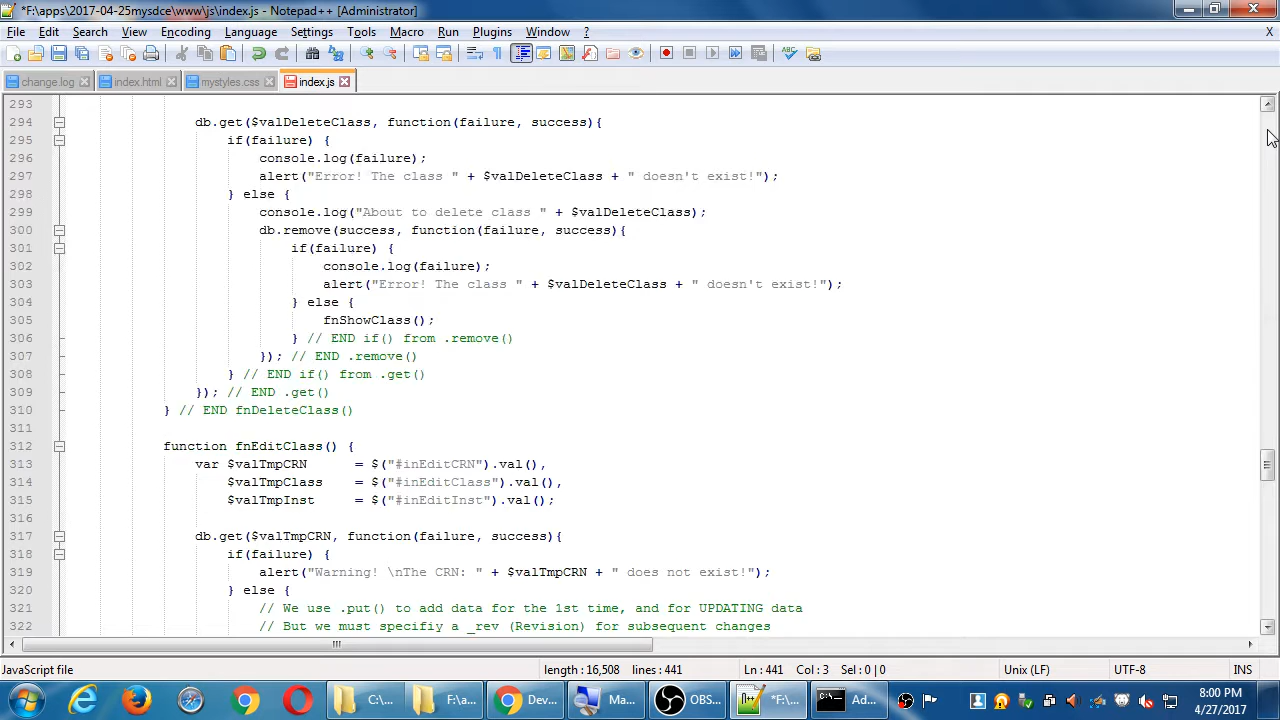 *F:\apps\2017-04-25mysdce\www\js\index.js - Notepad++ [Administrator]
File Edit Search View Encoding Language Settings Tools Macro Run Plugins Window ? X
change.log index.html mystyles.css index.js
293
294 db.get($valDeleteClass, function(failure, success){
295 if(failure) {
296 console.log(failure);
297 alert("Error! The class " + $valDeleteClass + " doesn't exist!");
298 } else {
299 console.log("About to delete class " + $valDeleteClass);
300 db.remove(success, function(failure, success){
301 if(failure) {
302 console.log(failure);
303 alert("Error! The class " + $valDeleteClass + " doesn't exist!");
304 } else {
305 fnShowClass();
306 } // END if() from .remove()
307 }); // END .remove()
308 } // END if() from .get()
309 }); // END .get()
310 } // END fnDeleteClass()
311
312 function fnEditClass() {
313 var $valTmpCRN = $("#inEditCRN").val(),
314 $valTmpClass = $("#inEditClass").val(),
315 $valTmpInst = $("#inEditInst").val();
316
317 db.get($valTmpCRN, function(failure, success){
318 if(failure) {
319 alert("Warning! \nThe CRN: " + $valTmpCRN + " does not exist!");
320 } else {
321 // We use .put() to add data for the 1st time, and for UPDATING data
322 // But we must specifiy a _rev (Revision) for subsequent changes
JavaScript file length : 16,508 lines : 441 Ln : 441 Col : 3 Sel : 0 | 0 Unix (LF) UTF-8 INS
C:\... F:\a... Dev... Ma... OBS... *F:\... Ad... 8:00 PM
4/27/2017